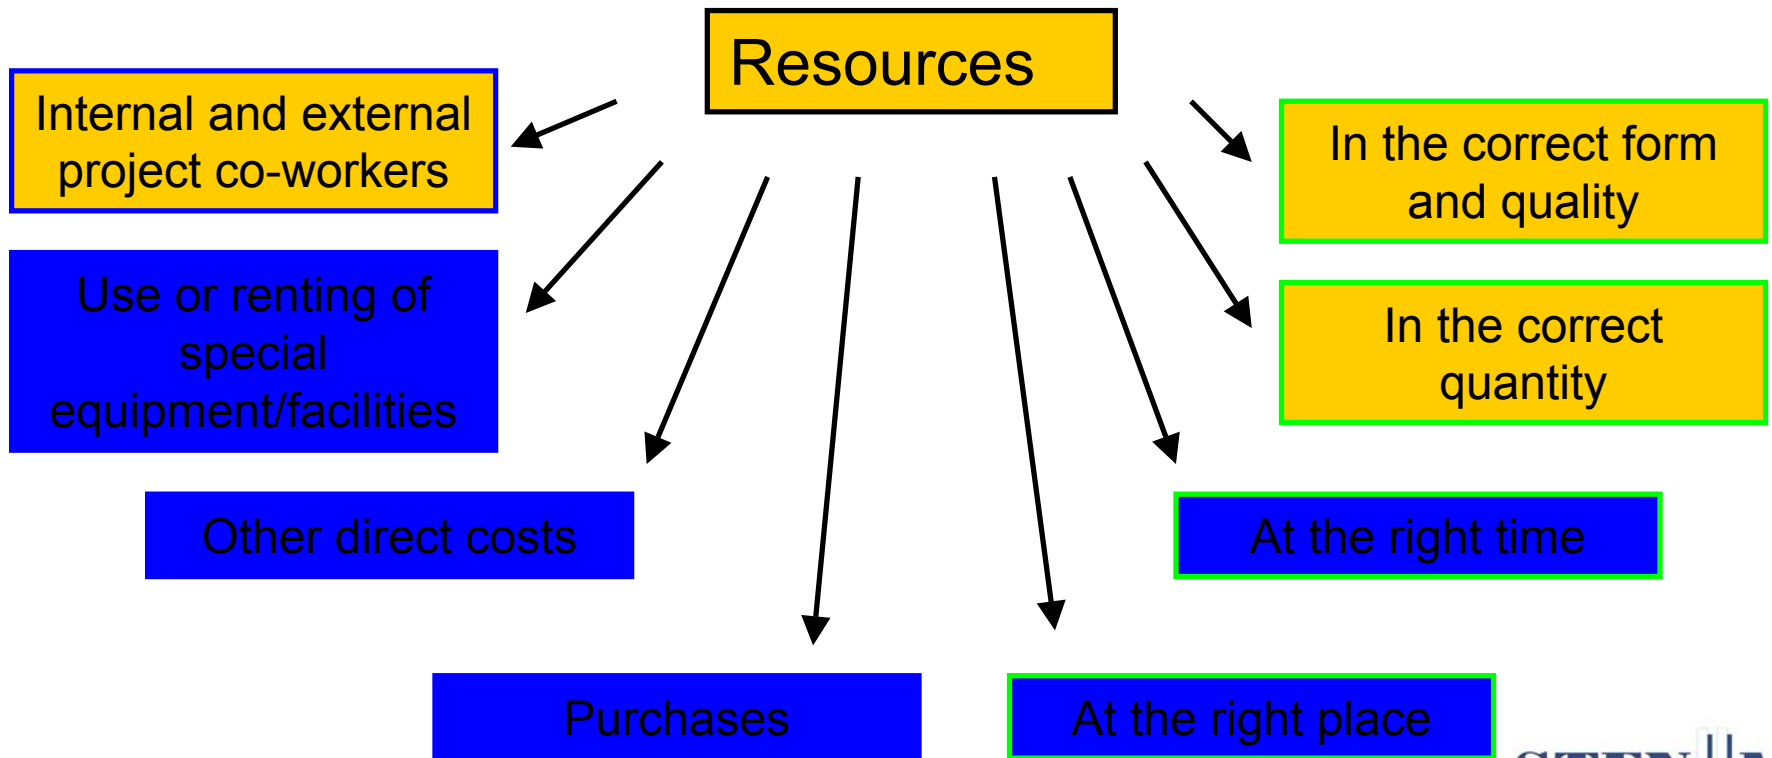 Resources
Internal and external
project co-workers
Use or renting of
special
equipment/facilities
Other direct costs
Purchases
In the correct form
and quality
In the correct
quantity
At the right time
At the right place